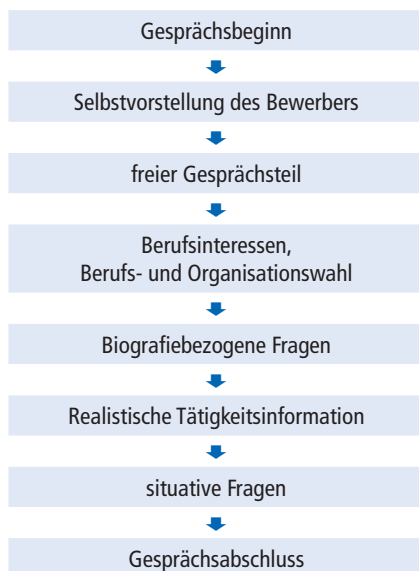 Gesprächsbeginn
Selbstvorstellung des Bewerbers
freier Gesprächsteil
Berufsinteressen,
Berufs- und Organisationswahl
Biografiebezogene Fragen
Realistische Tätigkeitsinformation
situative Fragen
Gesprächsabschluss